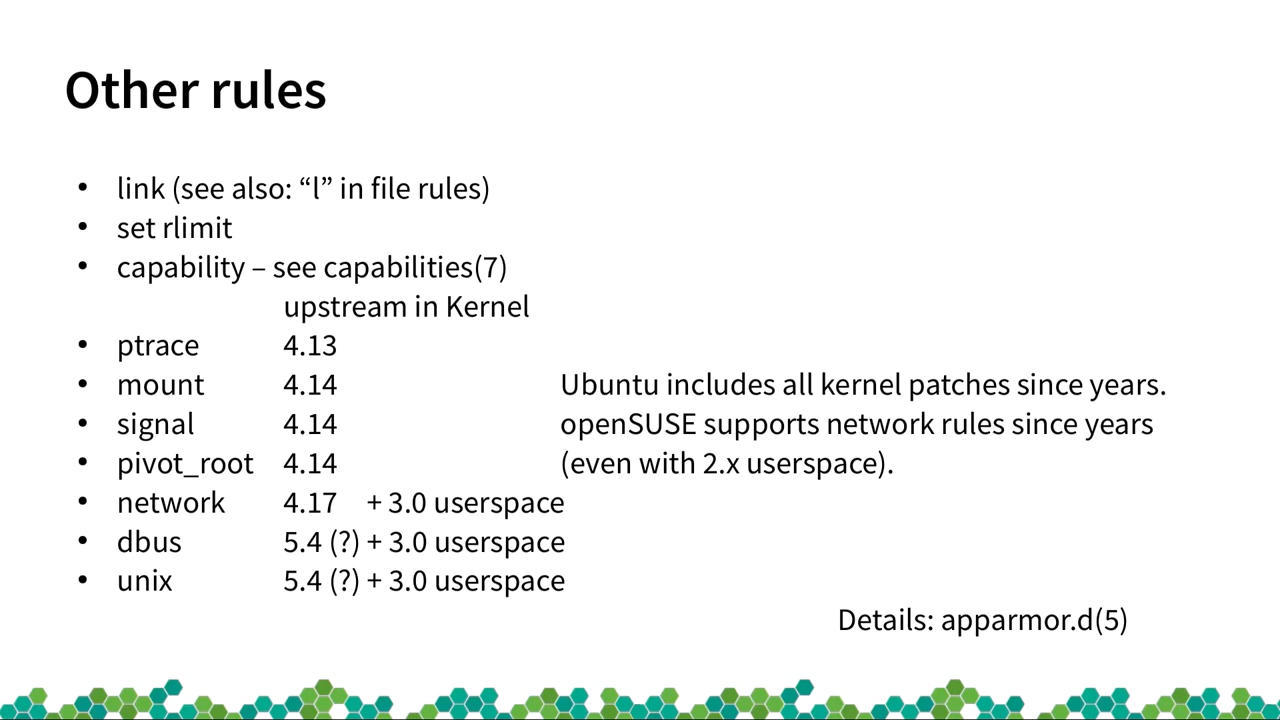 Other rules
• link (see also: “l” in file rules)
• set rlimit
• capability – see capabilities(7)
upstream in Kernel
• ptrace 4.13
• mount 4.14 Ubuntu includes all kernel patches since years.
• signal 4.14 openSUSE supports network rules since years
• pivot_root 4.14 (even with 2.x userspace).
• network 4.17 + 3.0 userspace
• dbus 5.4 (?) + 3.0 userspace
• unix 5.4 (?) + 3.0 userspace
Details: apparmor.d(5)